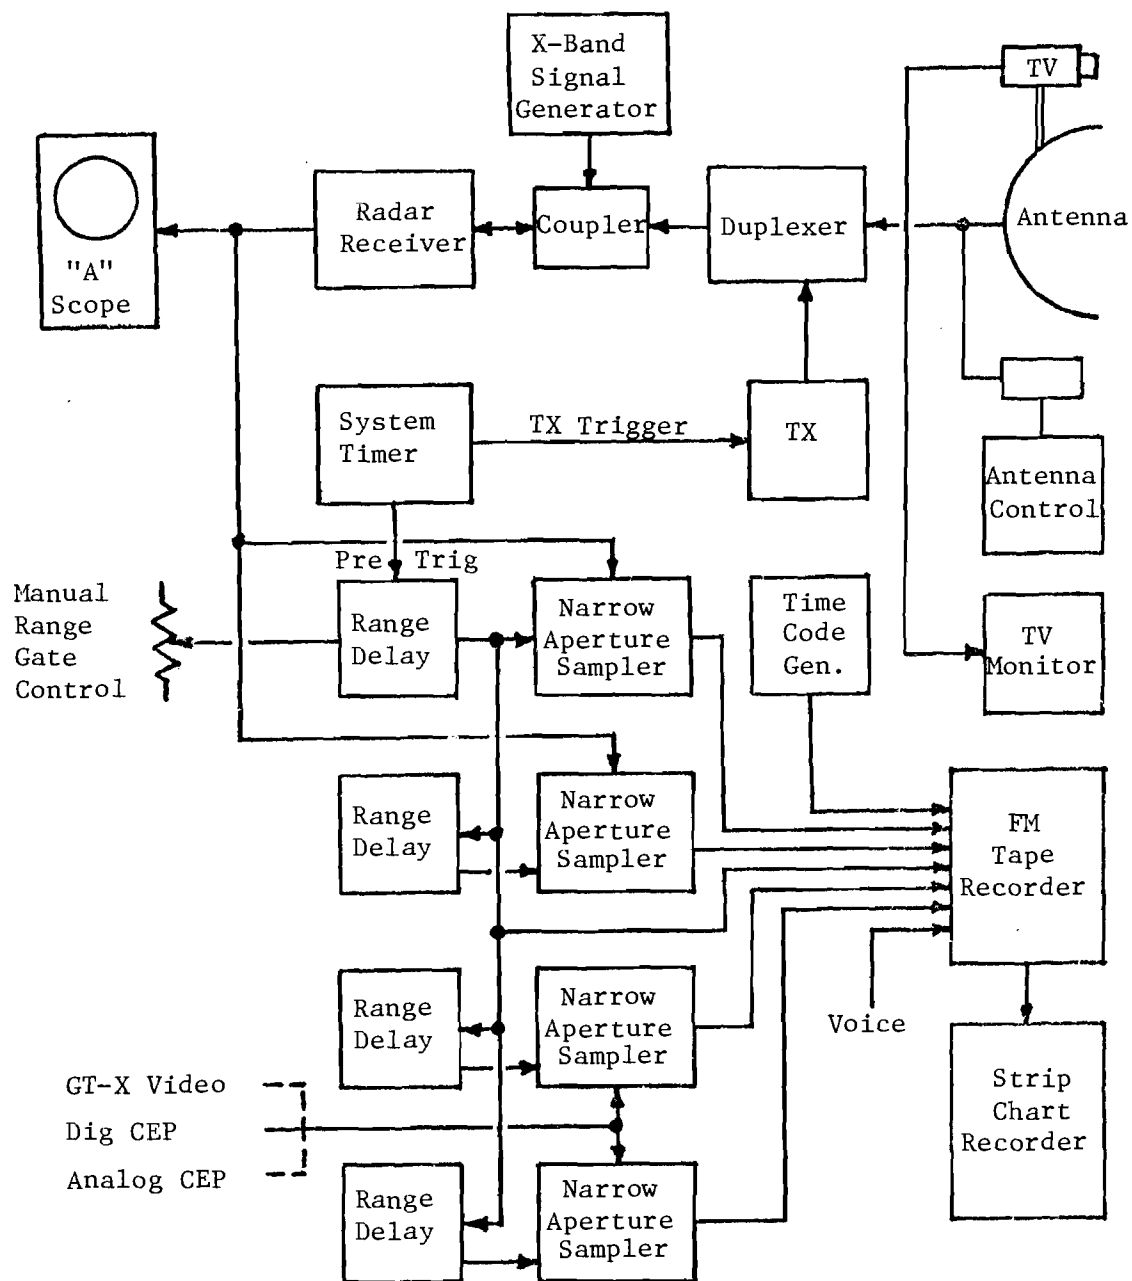 X-Band
Signal
Generator
TV
Antenna
"A"
Scope
Radar
Receiver
Coupler
Duplexer
System
Timer
TX Trigger
TX
Antenna
Control
Pre Trig
Manual
Range
Gate
Control
Range
Delay
Narrow
Aperture
Sampler
Time
Code
Gen.
TV
Monitor
Range
Delay
Narrow
Aperture
Sampler
FM
Tape
Recorder
Range
Delay
Narrow
Aperture
Sampler
Voice
GT-X Video
Dig CEP
Analog CEP
Strip
Chart
Recorder
Range
Delay
Narrow
Aperture
Sampler